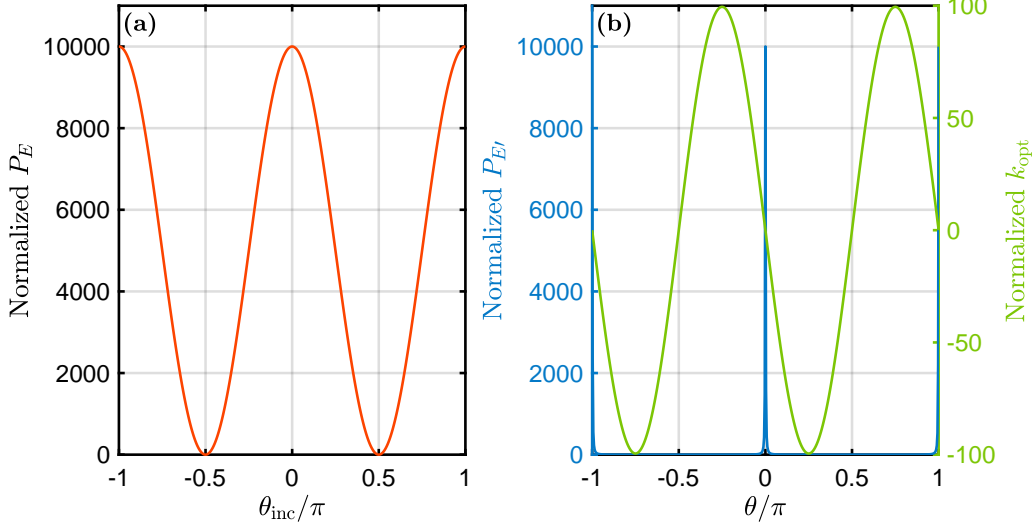 (a)
Normalized P_E
10000
8000
6000
4000
2000
0
-1 -0.5 0 0.5 1
θ_inc/π
(b)
Normalized P_E′
10000
8000
6000
4000
2000
0
-1 -0.5 0 0.5 1
θ/π
100
50
0
-50
-100
Normalized k_opt